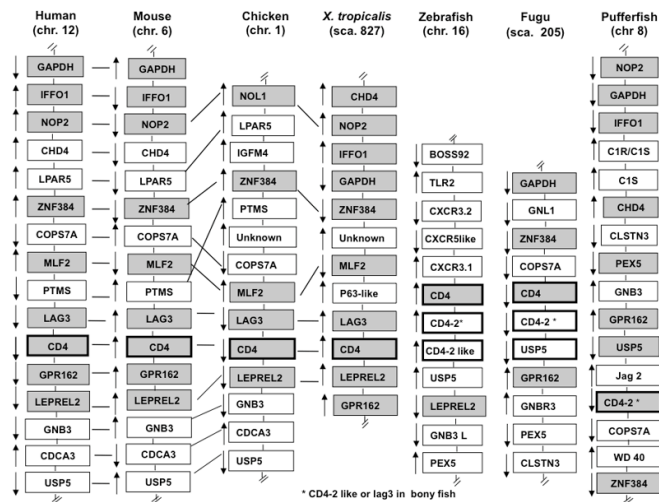 Human
(chr. 12)
GAPDH
IFFO1
NOP2
CHD4
LPAR5
ZNF384
COPS7A
MLF2
PTMS
LAG3
CD4
GPR162
LEPREL2
GNB3
CDCA3
USP5
Mouse
(chr. 6)
GAPDH
IFFO1
NOP2
CHD4
LPAR5
ZNF384
COPS7A
MLF2
PTMS
LAG3
CD4
GPR162
LEPREL2
GNB3
CDCA3
USP5
Chicken
(chr. 1)
NOL1
LPAR5
IGFM4
ZNF384
PTMS
Unknown
COPS7A
MLF2
LAG3
CD4
LEPREL2
GNB3
CDCA3
USP5
X. tropicalis
(sca. 827)
CHD4
NOP2
IFFO1
GAPDH
ZNF384
Unknown
MLF2
P63-like
LAG3
CD4
LEPREL2
GPR162
Zebrafish
(chr. 16)
BOSS92
TLR2
CXCR3.2
CXCR5like
CXCR3.1
CD4
CD4-2*
CD4-2 like
USP5
LEPREL2
GNB3 L
PEX5
Fugu
(sca. 205)
GAPDH
GNL1
ZNF384
COPS7A
CD4
CD4-2 *
USP5
GPR162
GNBR3
PEX5
CLSTN3
Pufferfish
(chr 8)
NOP2
GAPDH
IFFO1
C1R/C1S
C1S
CHD4
CLSTN3
PEX5
GNB3
GPR162
USP5
Jag 2
CD4-2 *
COPS7A
WD 40
ZNF384
* CD4-2 like or lag3 in bony fish